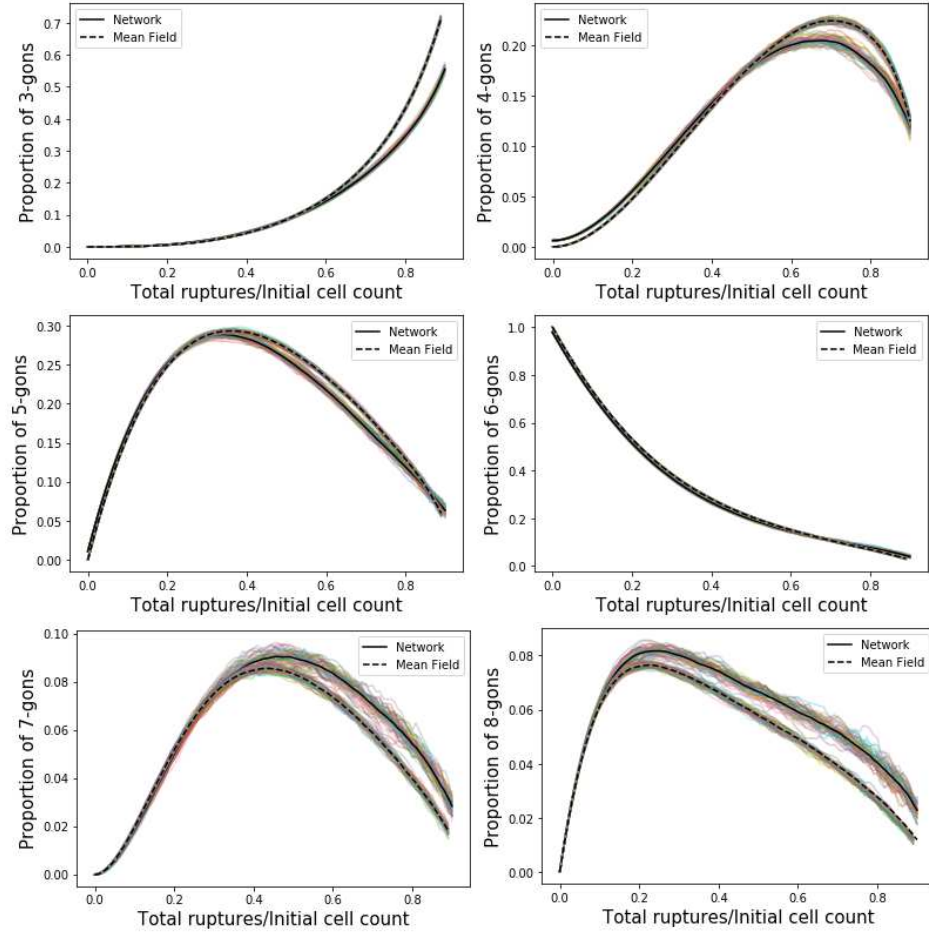 Proportion of 3-gons
0.7
0.6
0.5
0.4
0.3
0.2
0.1
0.0
Network
Mean Field
0.0 0.2 0.4 0.6 0.8
Total ruptures/Initial cell count
Proportion of 4-gons
0.20
0.15
0.10
0.05
0.00
Network
Mean Field
0.0 0.2 0.4 0.6 0.8
Total ruptures/Initial cell count
Proportion of 5-gons
0.30
0.25
0.20
0.15
0.10
0.05
0.00
Network
Mean Field
0.0 0.2 0.4 0.6 0.8
Total ruptures/Initial cell count
Proportion of 6-gons
1.0
0.8
0.6
0.4
0.2
0.0
Network
Mean Field
0.0 0.2 0.4 0.6 0.8
Total ruptures/Initial cell count
Proportion of 7-gons
0.10
0.08
0.06
0.04
0.02
0.00
Network
Mean Field
0.0 0.2 0.4 0.6 0.8
Total ruptures/Initial cell count
Proportion of 8-gons
0.08
0.06
0.04
0.02
0.00
Network
Mean Field
0.0 0.2 0.4 0.6 0.8
Total ruptures/Initial cell count